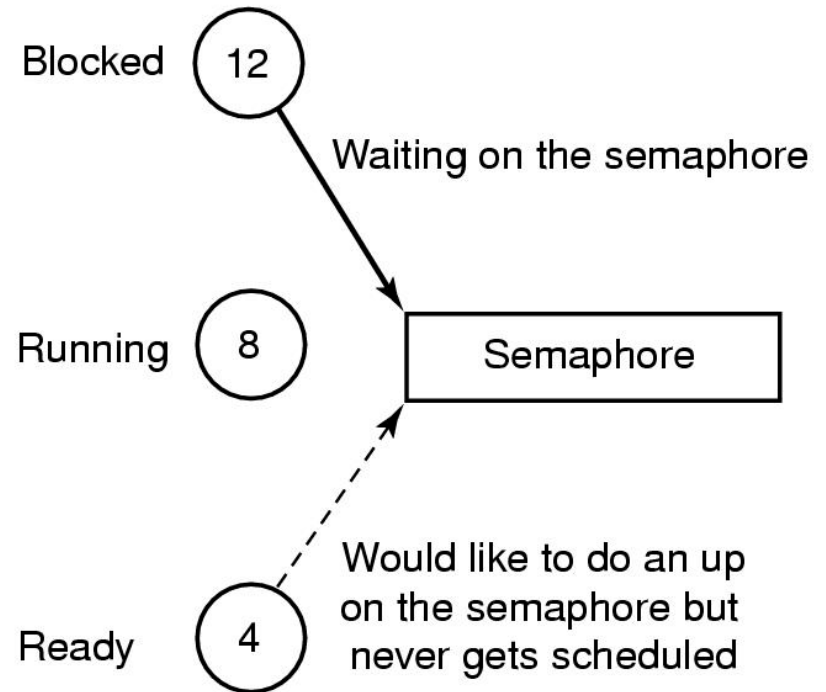 Blocked
12
Waiting on the semaphore
Running
8
Semaphore
Would like to do an up
on the semaphore but
never gets scheduled
Ready
4